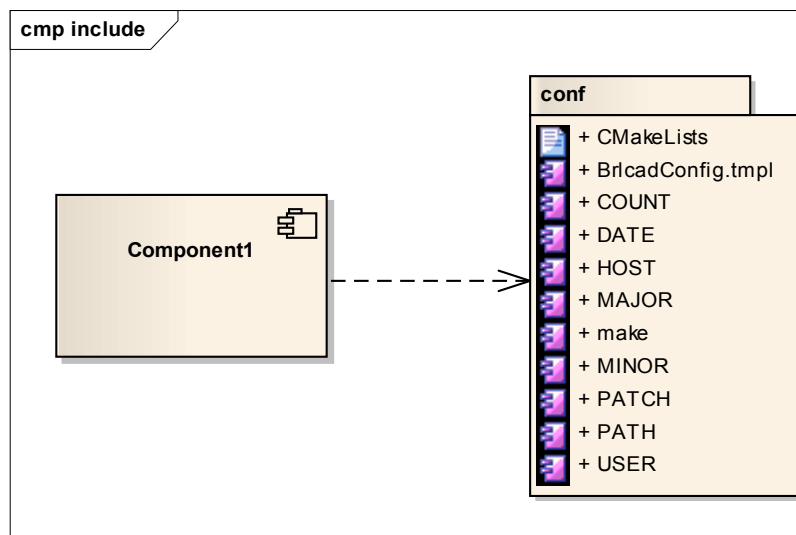 cmp include
conf
+ CMakeLists
+ BrlcadConfig.tmpl
+ COUNT
+ DATE
+ HOST
+ MAJOR
+ make
+ MINOR
+ PATCH
+ PATH
+ USER
Component1